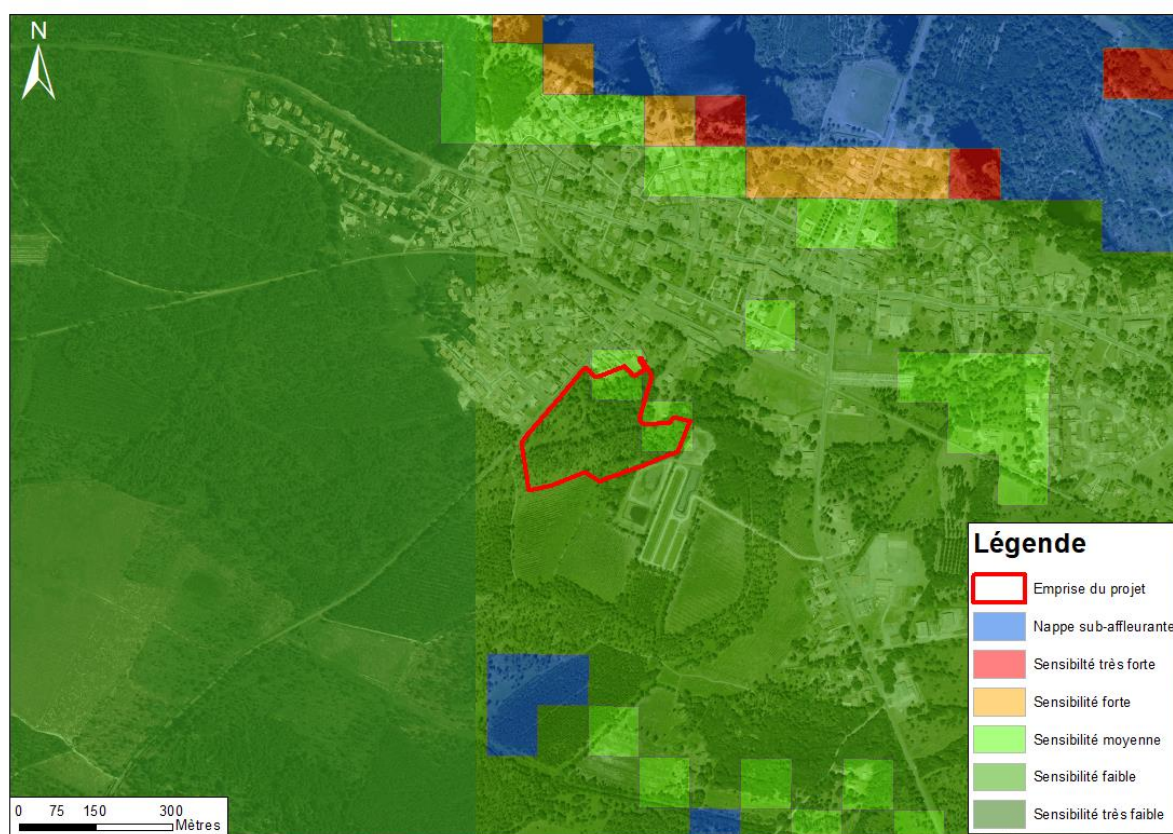 N
0 75 150 300
Mètres
Légende
Emprise du projet
Nappe sub-affleurante
Sensibilté très forte
Sensibilité forte
Sensibilité moyenne
Sensibilité faible
Sensibilité très faible